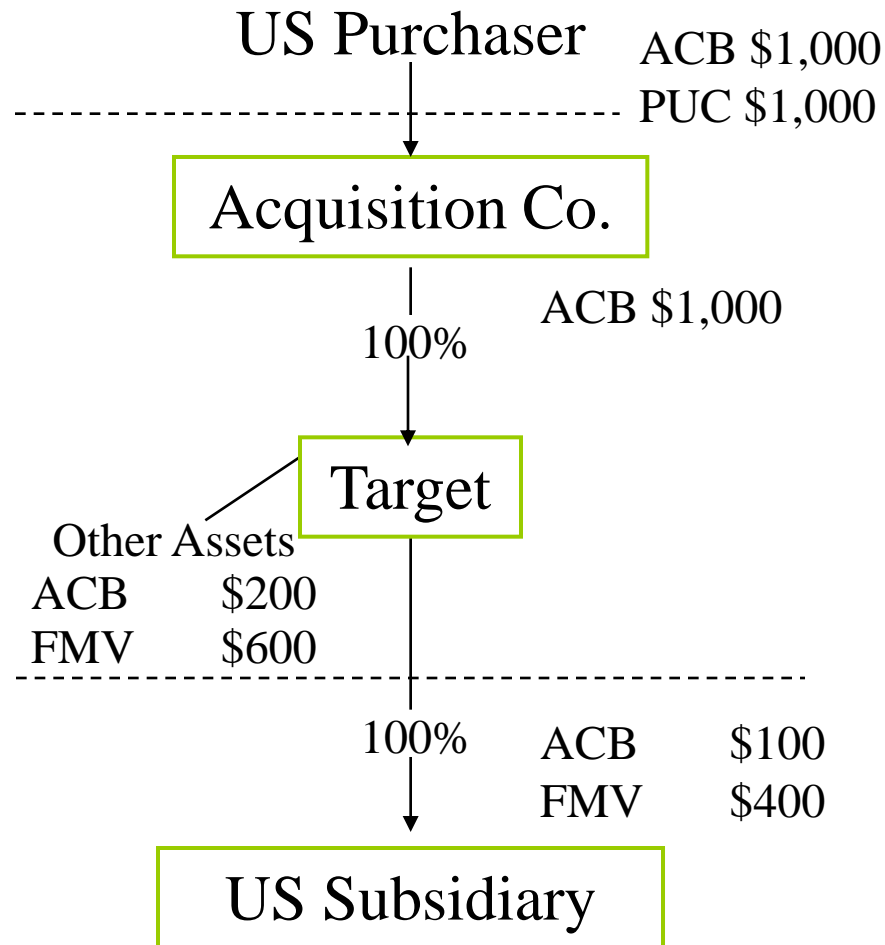 US Purchaser
ACB $1,000
PUC $1,000
Acquisition Co.
ACB $1,000
100%
Target
Other Assets
ACB $200
FMV $600
100%
ACB $100
FMV $400
US Subsidiary